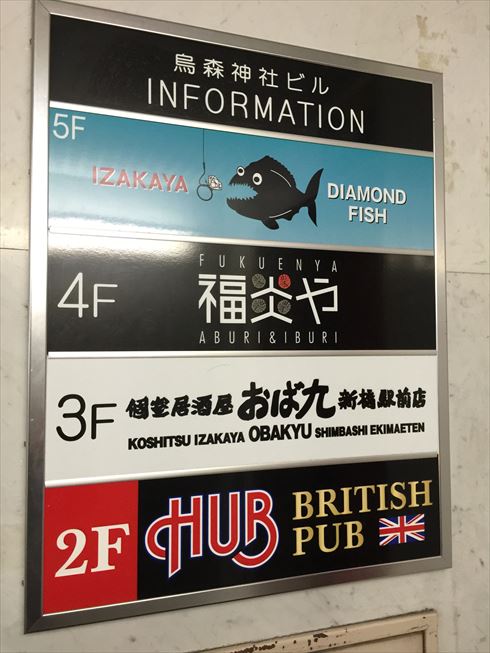 烏森神社ビル
INFORMATION
5F
IZAKAYA
DIAMOND
FISH
4F
FUKUENYA
福炎や
ABURI & IBURI
3F
個室居酒屋 おば九 新橋駅前店
KOSHITSU IZAKAYA OBAKYU SHIMBASHI EKIMAETEN
2F
HUB
BRITISH
PUB